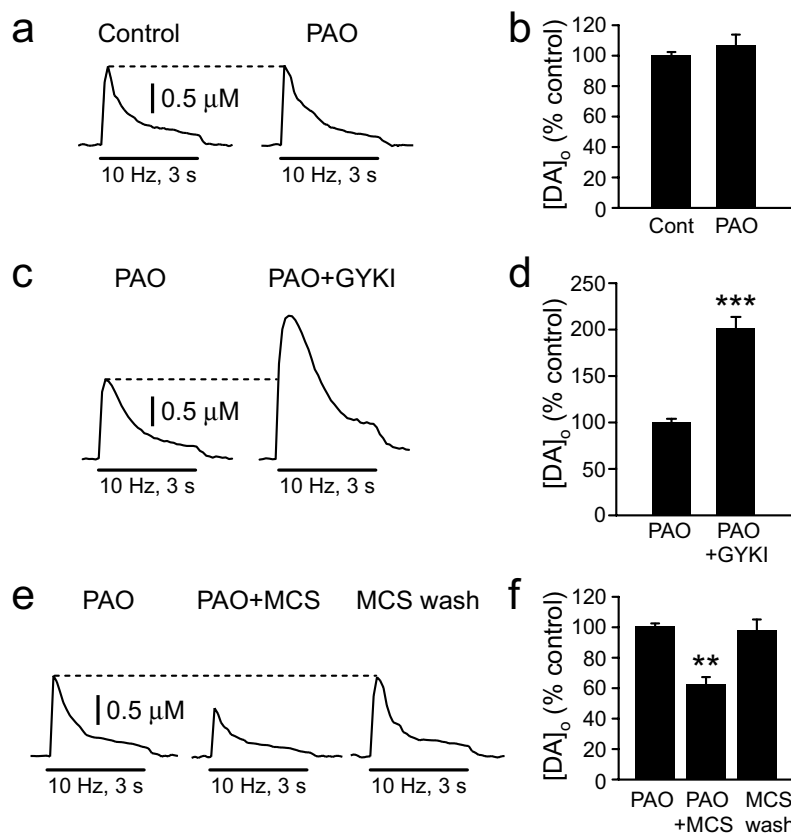 a
Control
PAO
0.5 μM
10 Hz, 3 s
10 Hz, 3 s
b
[DA]o (% control)
120
100
80
60
40
20
0
Cont
PAO
c
PAO
PAO+GYKI
0.5 μM
10 Hz, 3 s
10 Hz, 3 s
d
[DA]o (% control)
250
200
150
100
50
0
***
PAO
PAO
+GYKI
e
PAO
PAO+MCS
MCS wash
0.5 μM
10 Hz, 3 s
10 Hz, 3 s
10 Hz, 3 s
f
[DA]o (% control)
120
100
80
60
40
20
0
**
PAO
PAO
+MCS
MCS
wash